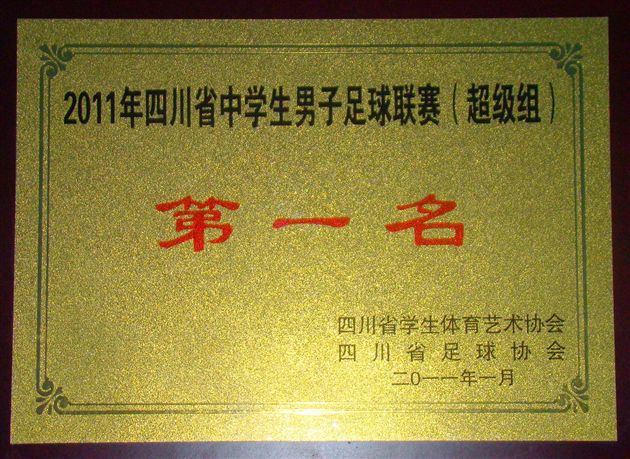 2011年四川省中学生男子足球联赛（超级组）
第一名
四川省学生体育艺术协会
四川省足球协会
二0一一年一月